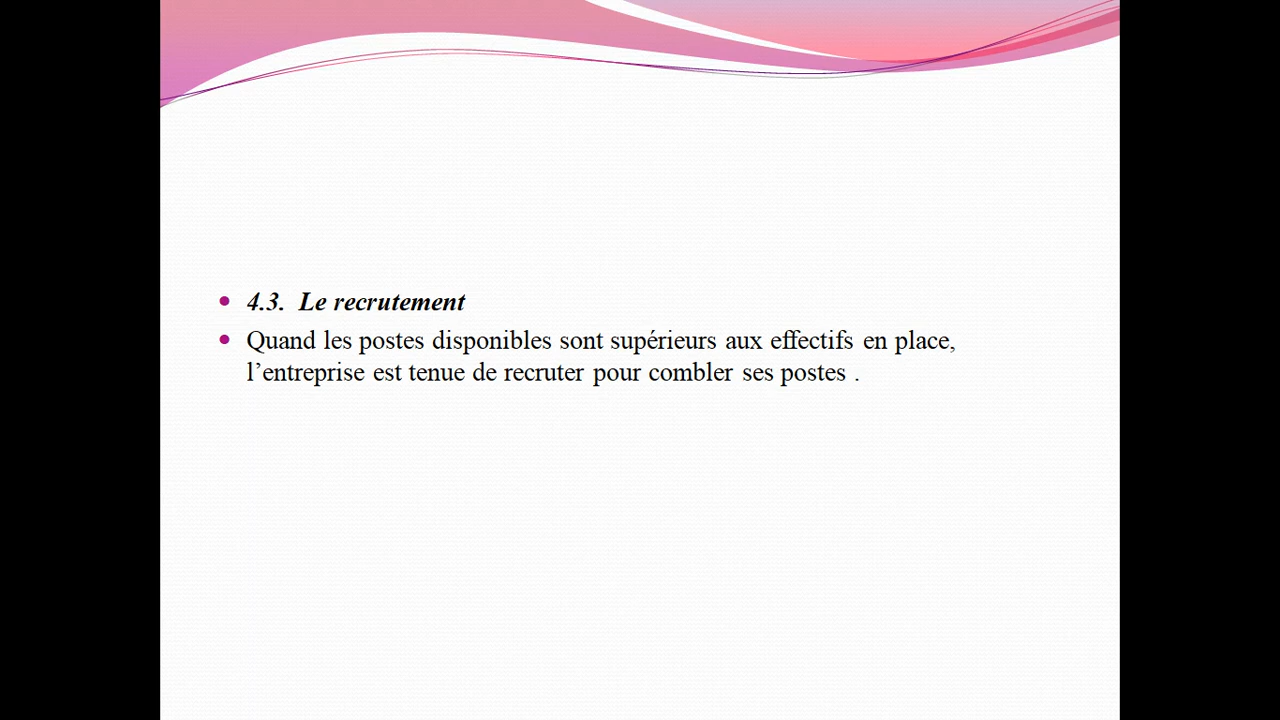 4.3. Le recrutement
Quand les postes disponibles sont supérieurs aux effectifs en place,
l’entreprise est tenue de recruter pour combler ses postes .